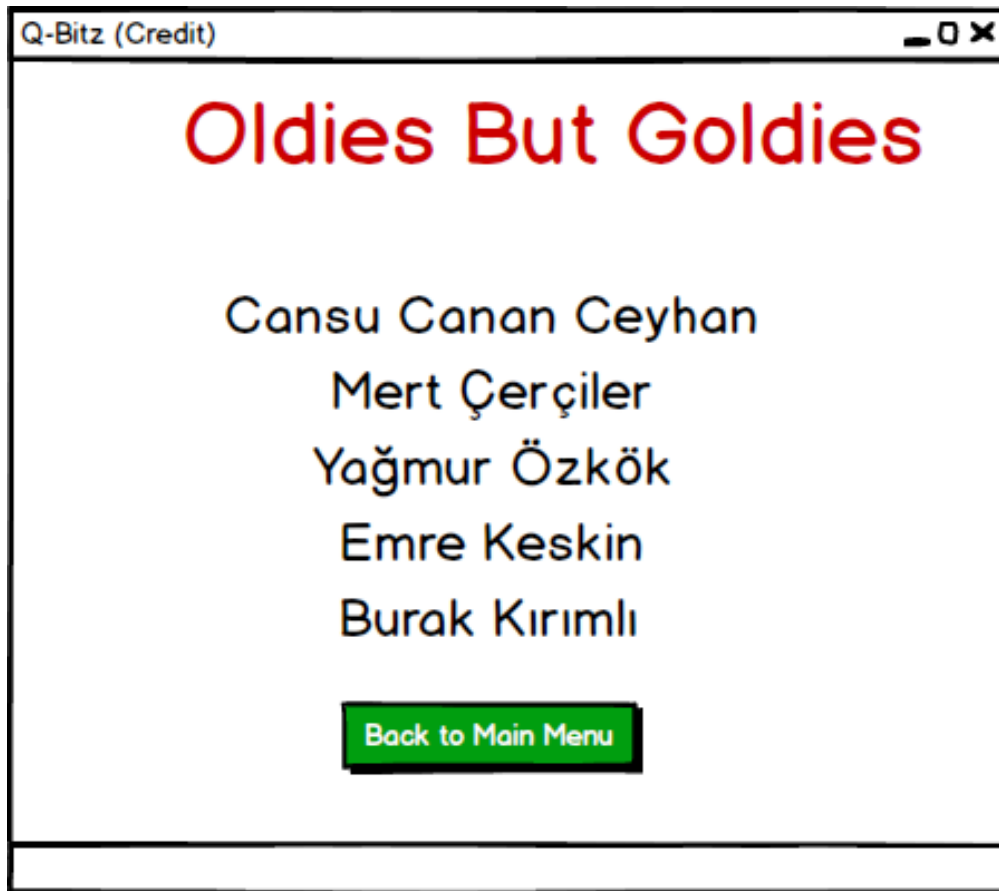 Q-Bitz (Credit)
Oldies But Goldies
Cansu Canan Ceyhan
Mert Çerçiler
Yağmur Özkök
Emre Keskin
Burak Kırımlı
Back to Main Menu